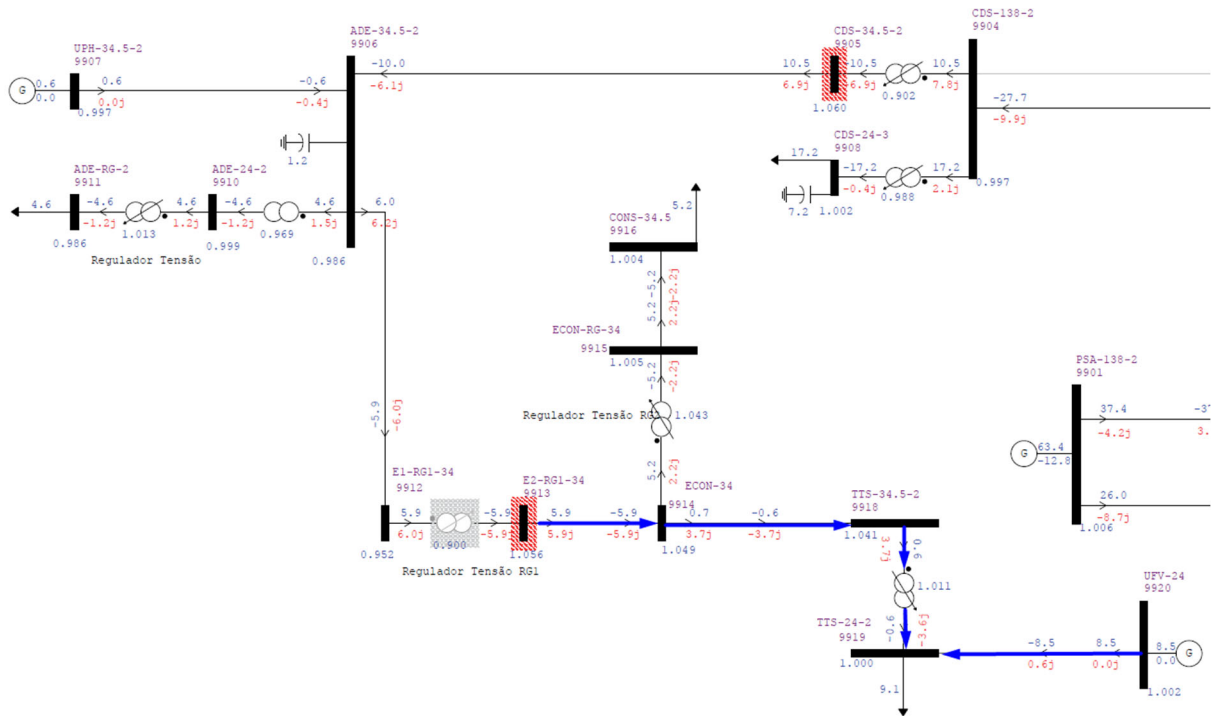 UPH-34.5-2
9907
G
0.6
0.0
0.6
0.0j
-0.6
-0.4j
0.997
ADE-34.5-2
9906
-10.0
-6.1j
1.2
0.986
CDS-34.5-2
9905
10.5
6.9j
-10.5
-6.9j
10.5
7.8j
0.902
1.060
CDS-138-2
9904
-27.7
-9.9j
0.997
CDS-24-3
9908
17.2
-17.2
-0.4j
17.2
2.1j
0.988
7.2
1.002
ADE-RG-2
9911
4.6
-4.6
-1.2j
4.6
1.2j
1.013
0.986
Regulador Tensão
ADE-24-2
9910
-4.6
-1.2j
4.6
1.5j
0.969
0.999
6.0
6.2j
-5.9
-6.0j
CONS-34.5
9916
5.2
1.004
5.2
2.2j
-5.2
-2.2j
ECON-RG-34
9915
1.005
-5.2
-2.2j
Regulador Tensão RG2
1.043
5.2
2.2j
E1-RG1-34
9912
5.9
6.0j
-5.9
-5.9j
0.952
0.900
Regulador Tensão RG1
E2-RG1-34
9913
5.9
5.9j
-5.9
-5.9j
1.056
ECON-34
9914
0.7
3.7j
-0.6
-3.7j
1.049
TTS-34.5-2
9918
1.041
0.6
3.7j
1.011
-0.6
-3.6j
TTS-24-2
9919
1.000
9.1
-8.5
0.6j
8.5
0.0j
UFV-24
9920
8.5
0.0
G
1.002
PSA-138-2
9901
G
63.4
-12.8
37.4
-4.2j
-37
3.
26.0
-8.7j
1.006